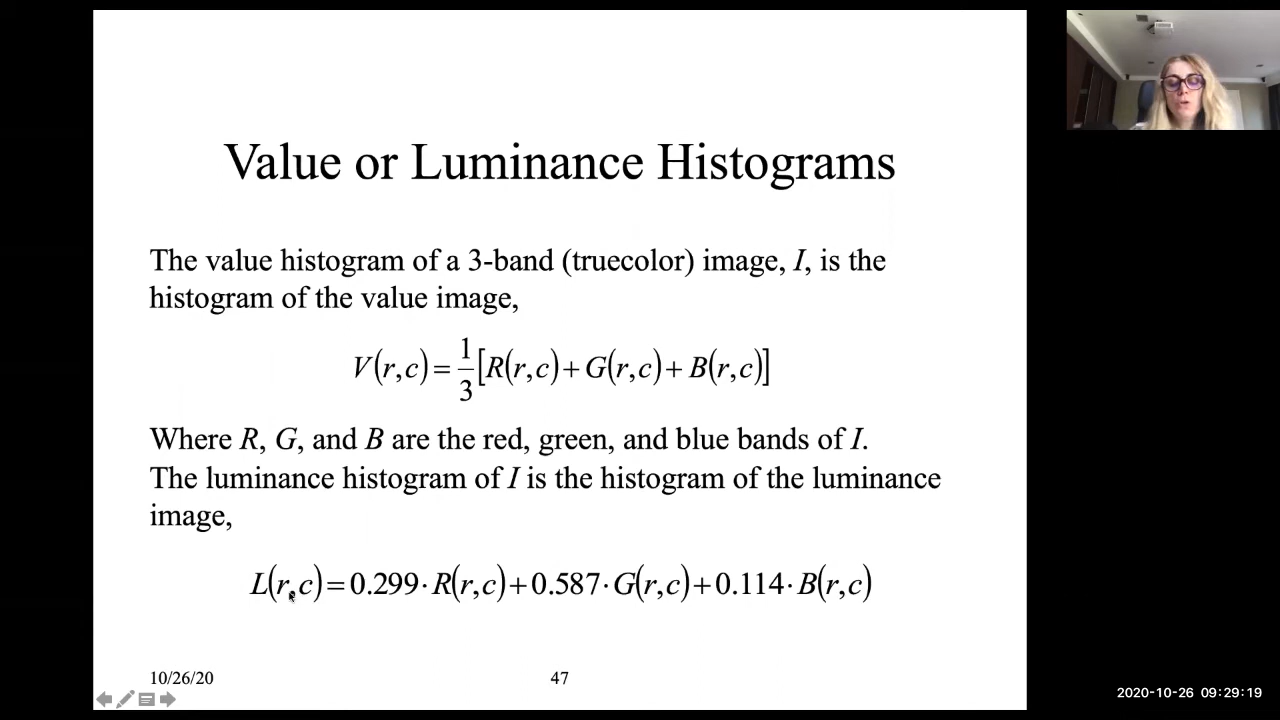 Value or Luminance Histograms
The value histogram of a 3-band (truecolor) image, I, is the
histogram of the value image,
V(r,c) = 1/3 [R(r,c) + G(r,c) + B(r,c)]
Where R, G, and B are the red, green, and blue bands of I.
The luminance histogram of I is the histogram of the luminance
image,
L(r,c) = 0.299· R(r,c) + 0.587· G(r,c) + 0.114· B(r,c)
10/26/20
47
2020-10-26 09:29:19